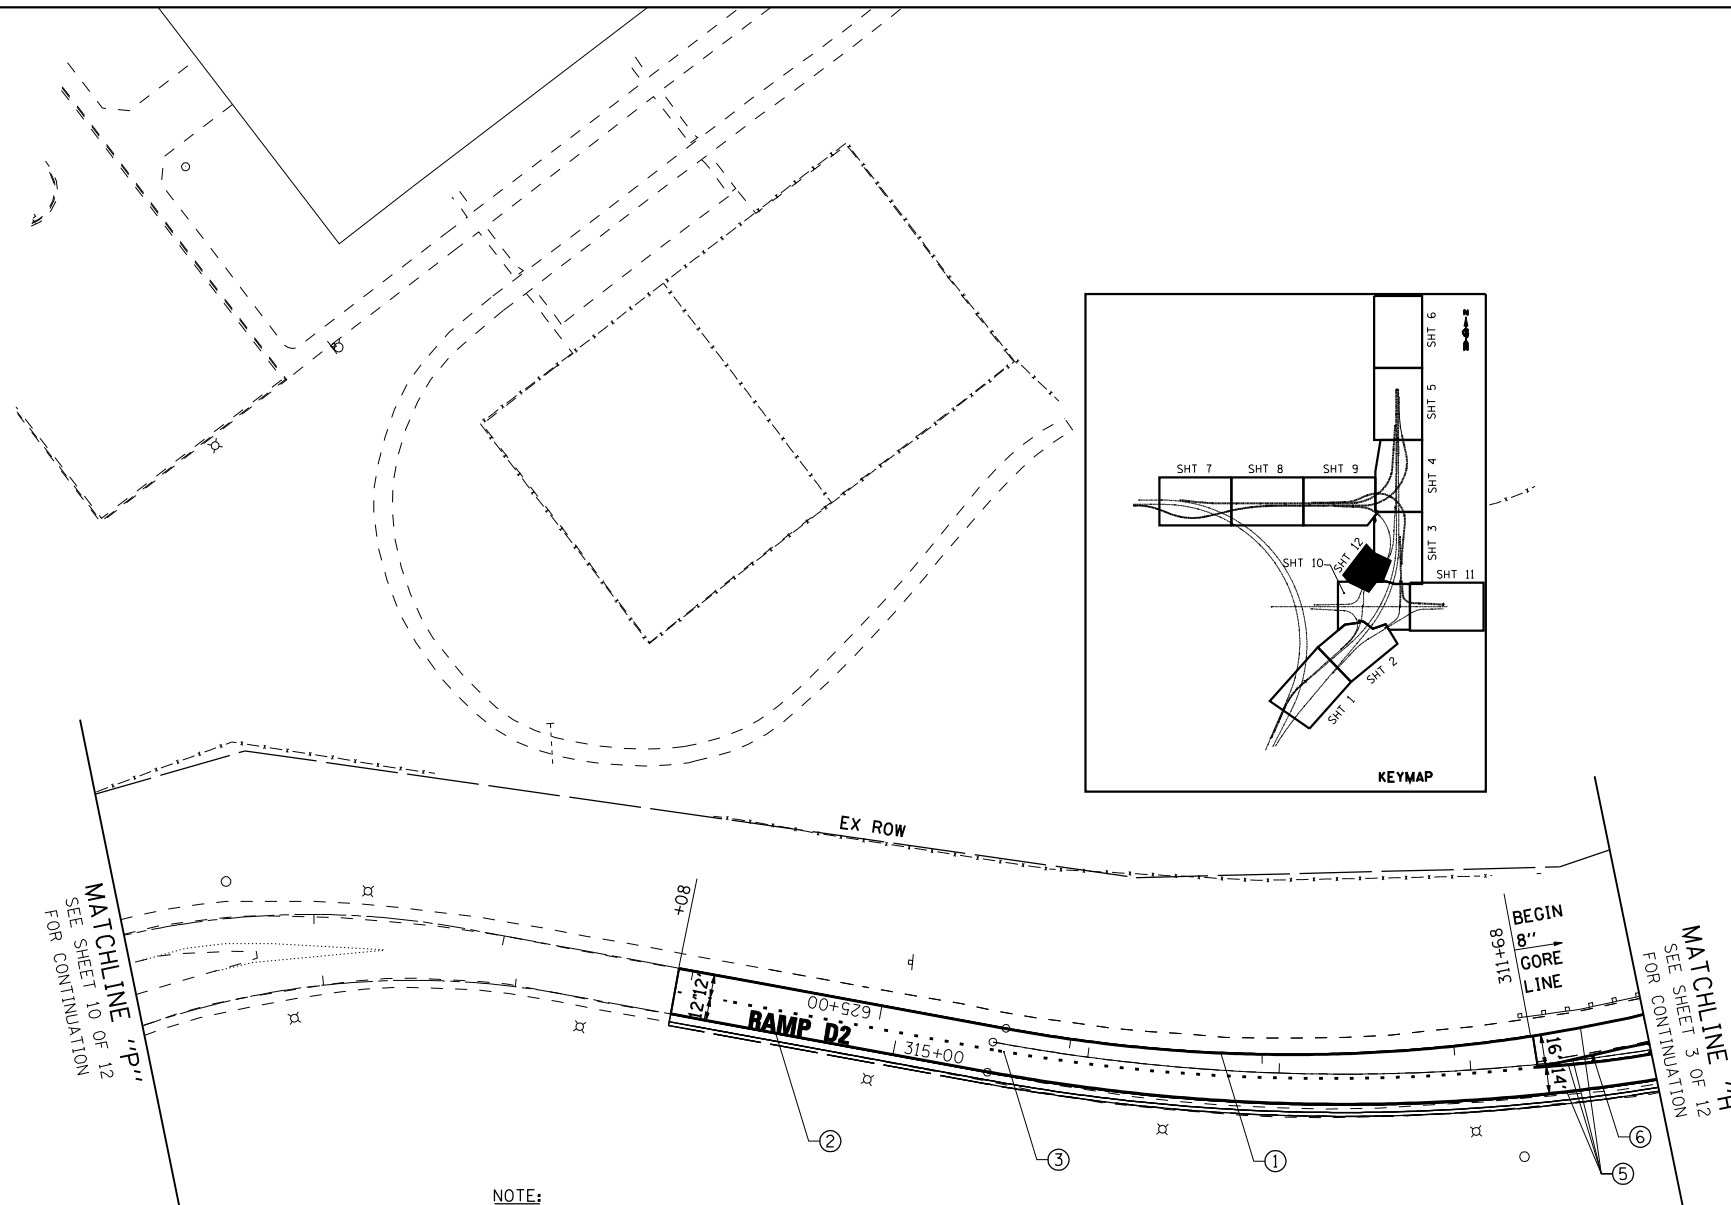 SHT 6
SHT 5
SHT 4
SHT 3
SHT 7
SHT 8
SHT 9
SHT 12
SHT 10
SHT 11
SHT 2
SHT 1
N
KEYMAP
EX ROW
MATCHLINE "P"
SEE SHEET 10 OF 12
FOR CONTINUATION
+08
12'
12'
RAMP D2
625+00
315+00
311+68
BEGIN
8"
GORE
LINE
16'
14'
MATCHLINE "H
SEE SHEET 3 OF 12
FOR CONTINUATION
2
3
1
6
5
NOTE: